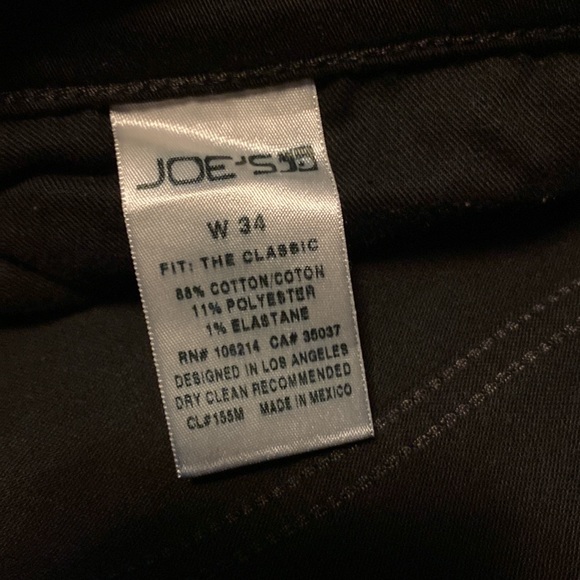 JOE'S
W 34
FIT: THE CLASSIC
88% COTTON/COTON
11% POLYESTER
1% ELASTANE
RN# 106214 CA# 35037
DESIGNED IN LOS ANGELES
DRY CLEAN RECOMMENDED
CL#155M MADE IN MEXICO